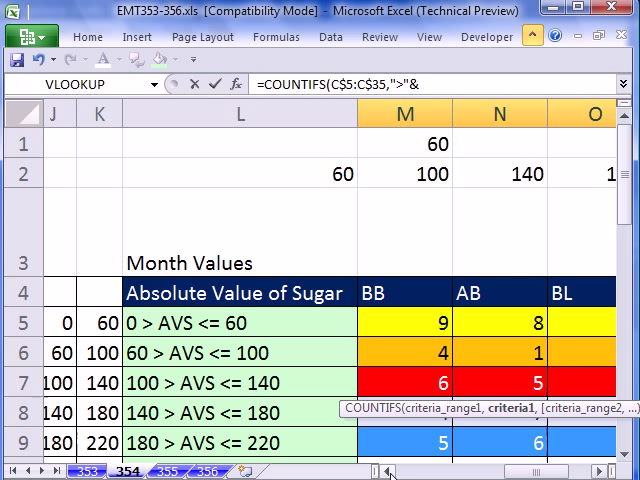 EMT353-356.xls [Compatibility Mode] - Microsoft Excel (Technical Preview)
Home Insert Page Layout Formulas Data Review View Developer
VLOOKUP =COUNTIFS(C$5:C$35,">"&
J K L M N O
1 60
2 60 100 140 1
3 Month Values
4 Absolute Value of Sugar BB AB BL
5 0 60 0 > AVS <= 60 9 8
6 60 100 60 > AVS <= 100 4 1
7 100 140 100 > AVS <= 140 6 5
8 140 180 140 > AVS <= 180
COUNTIFS(criteria_range1, criteria1, [criteria_range2, ...)
9 180 220 180 > AVS <= 220 5 6
353 354 355 356